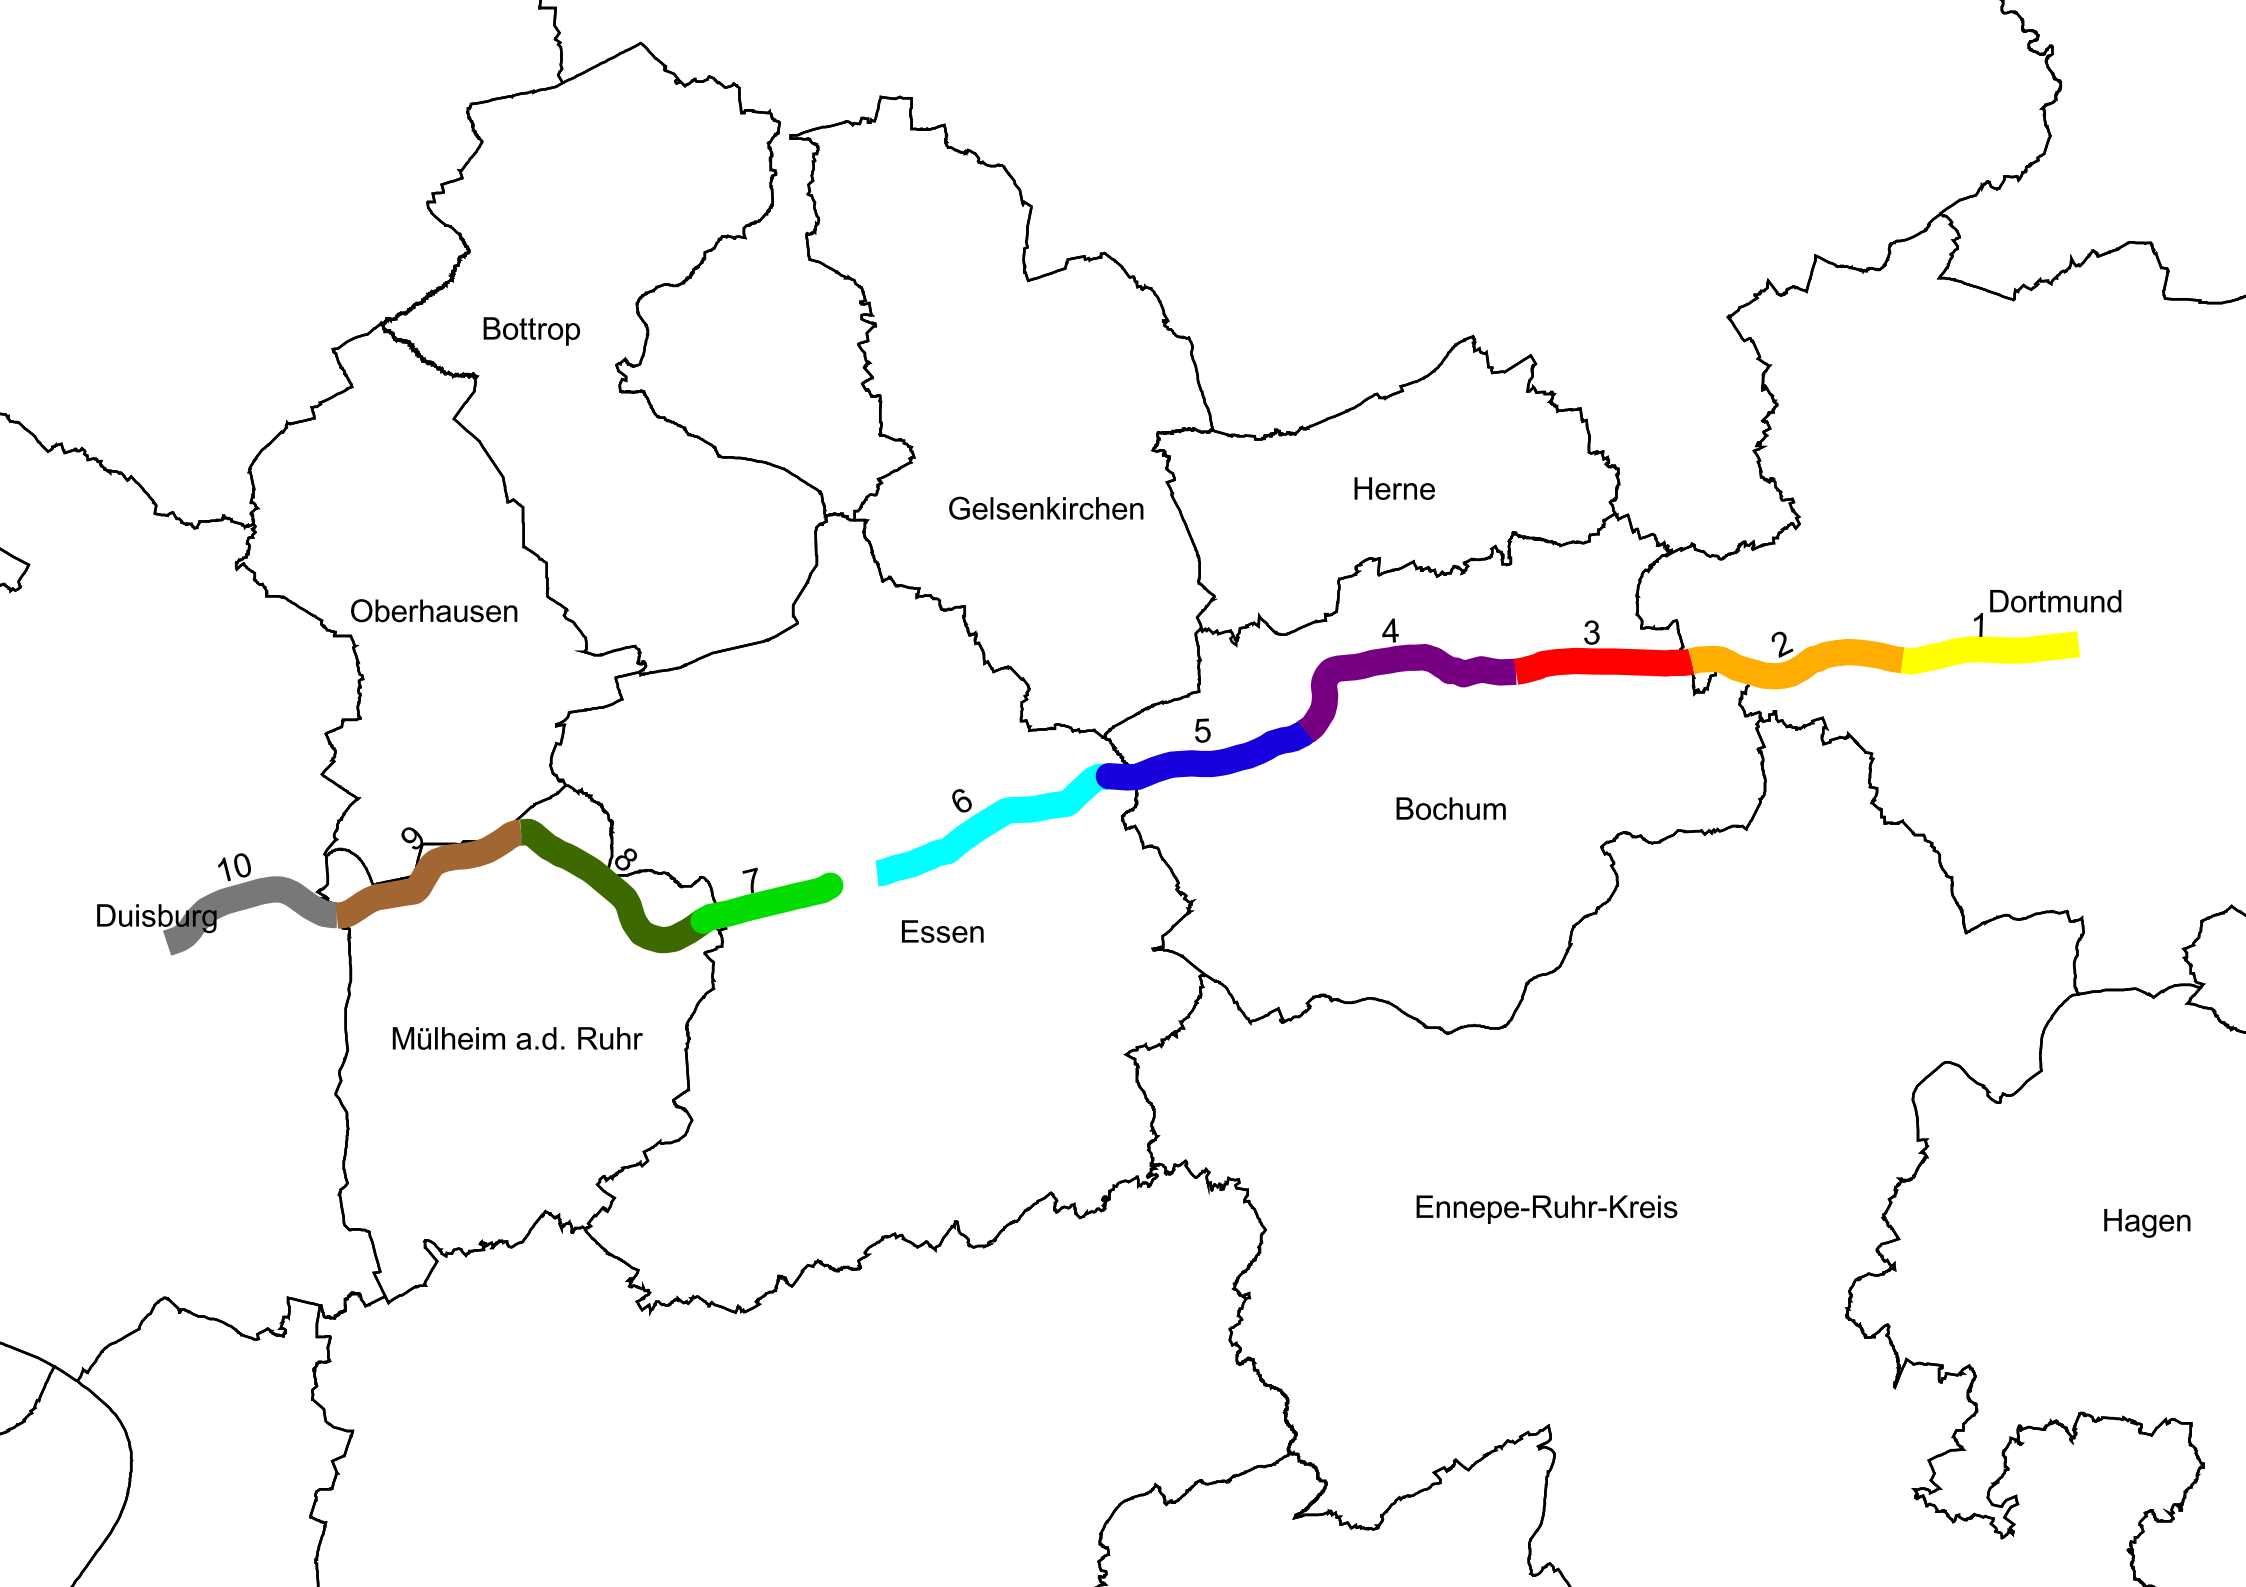 Bottrop
Herne
Gelsenkirchen
Dortmund
Oberhausen
1
2
3
4
5
6
Bochum
9
8
10
7
Duisburg
Essen
Mülheim a.d. Ruhr
Ennepe-Ruhr-Kreis
Hagen